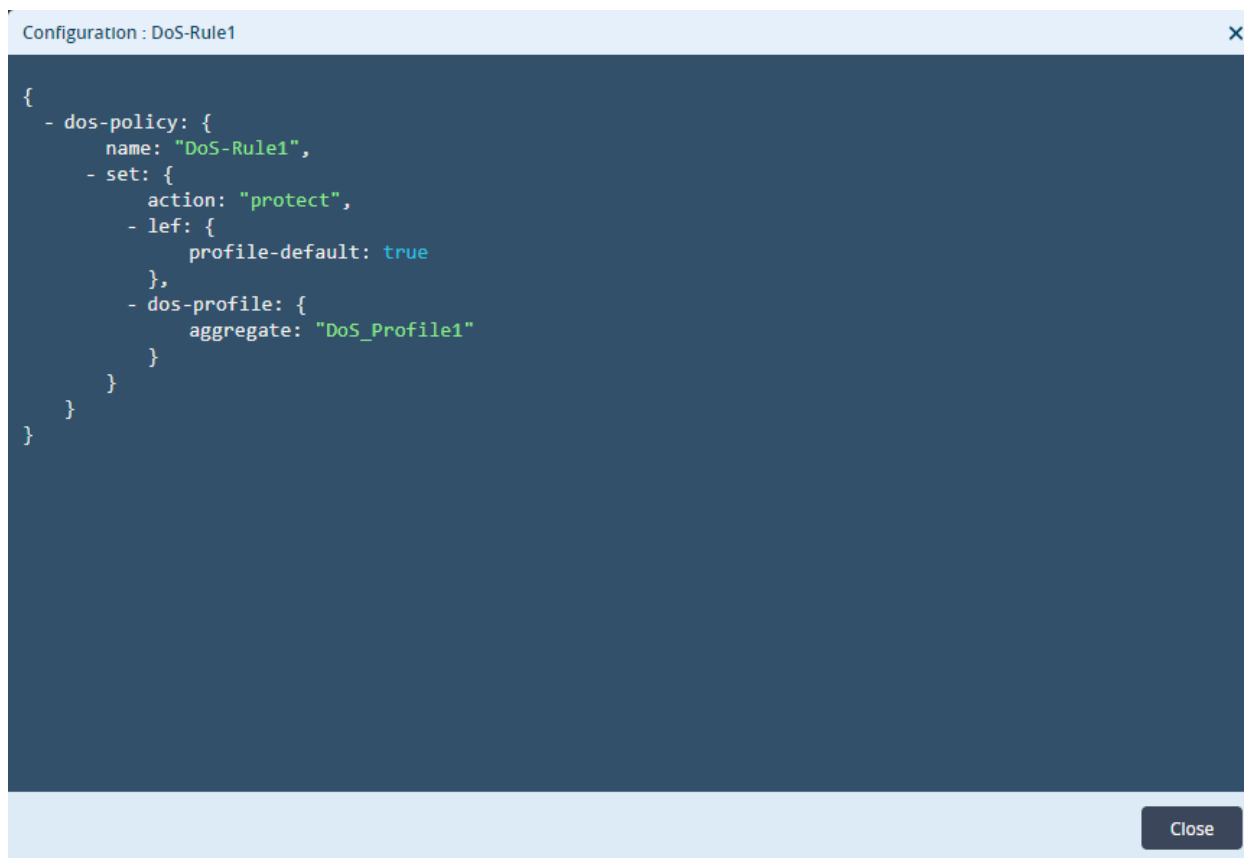 Configuration : DoS-Rule1 ×
{
- dos-policy: {
name: "DoS-Rule1",
- set: {
action: "protect",
- lef: {
profile-default: true
},
- dos-profile: {
aggregate: "DoS_Profile1"
}
}
}
}
Close